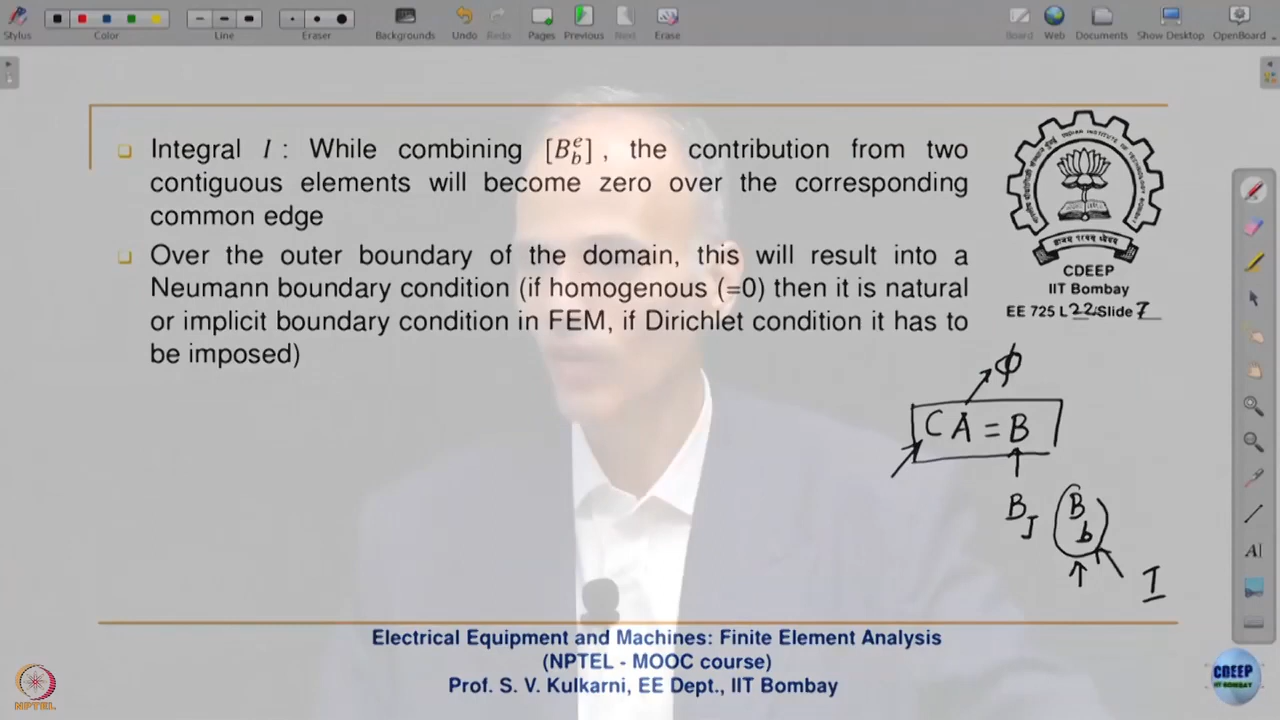 Stylus
Color
Line
Eraser
Backgrounds
Undo
Redo
Pages
Previous
Next
Erase
Board
Web
Documents
Show Desktop
OpenBoard
❑ Integral I : While combining [B_b^e] , the contribution from two
contiguous elements will become zero over the corresponding
common edge
❑ Over the outer boundary of the domain, this will result into a
Neumann boundary condition (if homogenous (=0) then it is natural
or implicit boundary condition in FEM, if Dirichlet condition it has to
be imposed)
CDEEP
IIT Bombay
EE 725 L 22 /Slide 7
ϕ
C A = B
B_J B_b
I
Electrical Equipment and Machines: Finite Element Analysis
(NPTEL - MOOC course)
Prof. S. V. Kulkarni, EE Dept., IIT Bombay
NPTEL
CDEEP
IIT BOMBAY
A